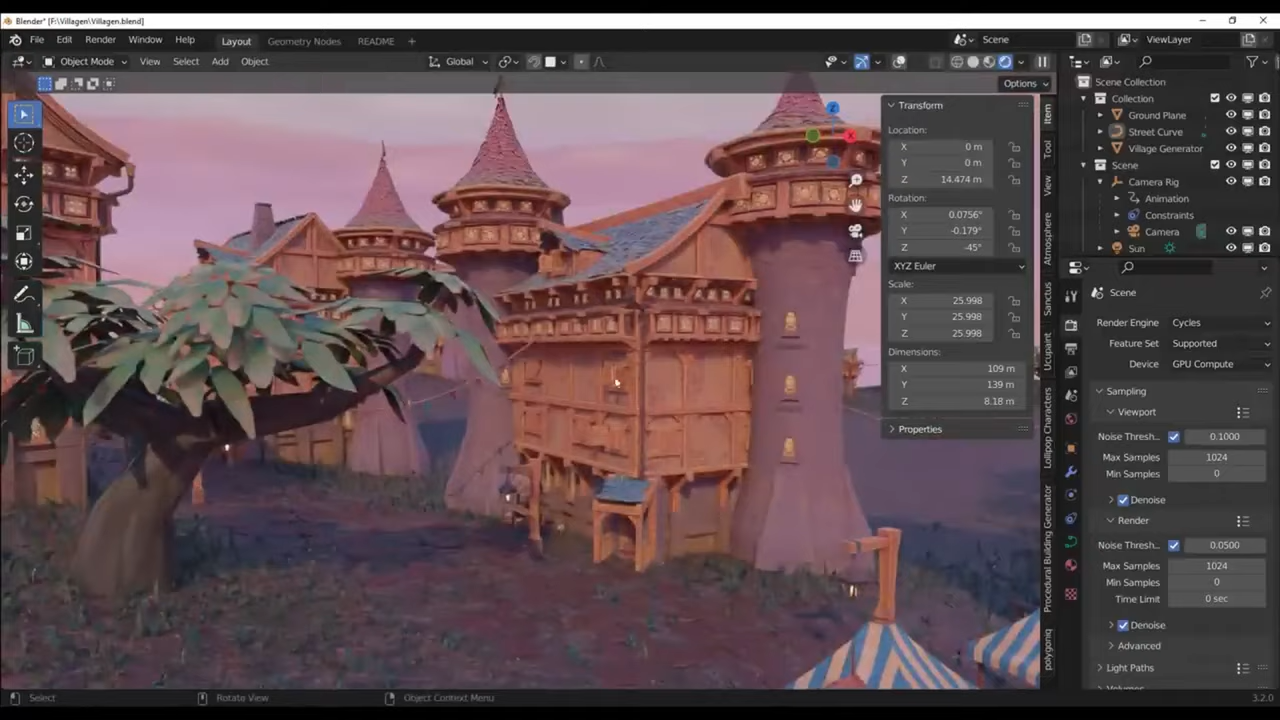 Blender* [F:\Villagen\Villagen.blend]
File Edit Render Window Help Layout Geometry Nodes README + Scene ViewLayer
Object Mode View Select Add Object Global
Options
Transform
Location:
X 0 m
Y 0 m
Z 14.474 m
Rotation:
X 0.0756°
Y -0.179°
Z -45°
XYZ Euler
Scale:
X 25.998
Y 25.998
Z 25.998
Dimensions:
X 109 m
Y 139 m
Z 8.18 m
Properties
Item
Tool
View
Atmosphere
Sanctus
Ucupaint
Lollipop Characters
Procedural Building Generator
polygoniq
Z
X
Scene Collection
Collection
Ground Plane
Street Curve
Village Generator
Scene
Camera Rig
Animation
Constraints
Camera
Sun
Scene
Render Engine Cycles
Feature Set Supported
Device GPU Compute
Sampling
Viewport
Noise Thresh... 0.1000
Max Samples 1024
Min Samples 0
Denoise
Render
Noise Thresh... 0.0500
Max Samples 1024
Min Samples 0
Time Limit 0 sec
Denoise
Advanced
Light Paths
Select Rotate View Object Context Menu 3.2.0